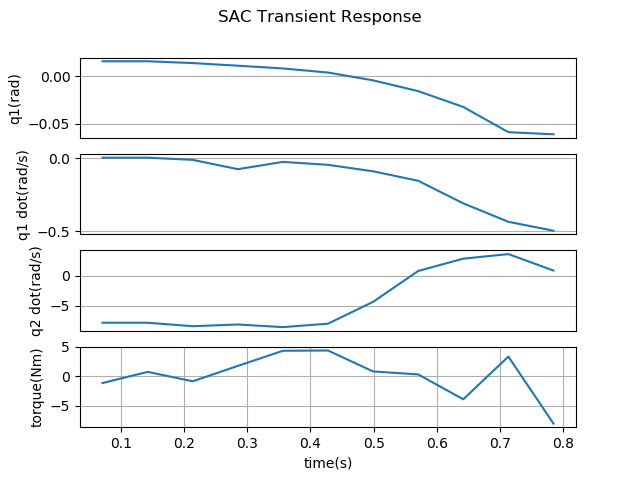 SAC Transient Response
q1(rad)
0.00
−0.05
q1 dot(rad/s)
0.0
−0.5
q2 dot(rad/s)
0
−5
torque(Nm)
5
0
−5
0.1 0.2 0.3 0.4 0.5 0.6 0.7 0.8
time(s)